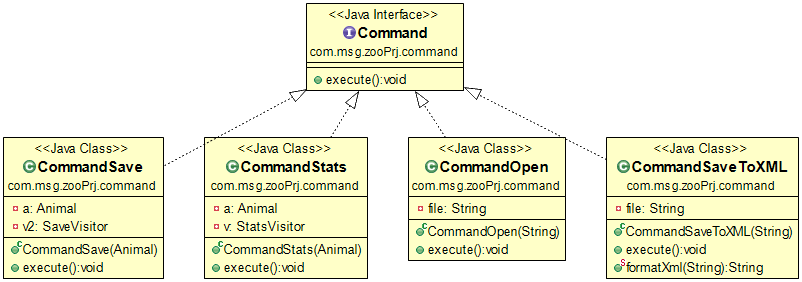 <<Java Interface>>
Command
com.msg.zooPrj.command
execute():void
<<Java Class>>
CommandSave
com.msg.zooPrj.command
a: Animal
v2: SaveVisitor
CommandSave(Animal)
execute():void
<<Java Class>>
CommandStats
com.msg.zooPrj.command
a: Animal
v: StatsVisitor
CommandStats(Animal)
execute():void
<<Java Class>>
CommandOpen
com.msg.zooPrj.command
file: String
CommandOpen(String)
execute():void
<<Java Class>>
CommandSaveToXML
com.msg.zooPrj.command
file: String
CommandSaveToXML(String)
execute():void
formatXml(String):String